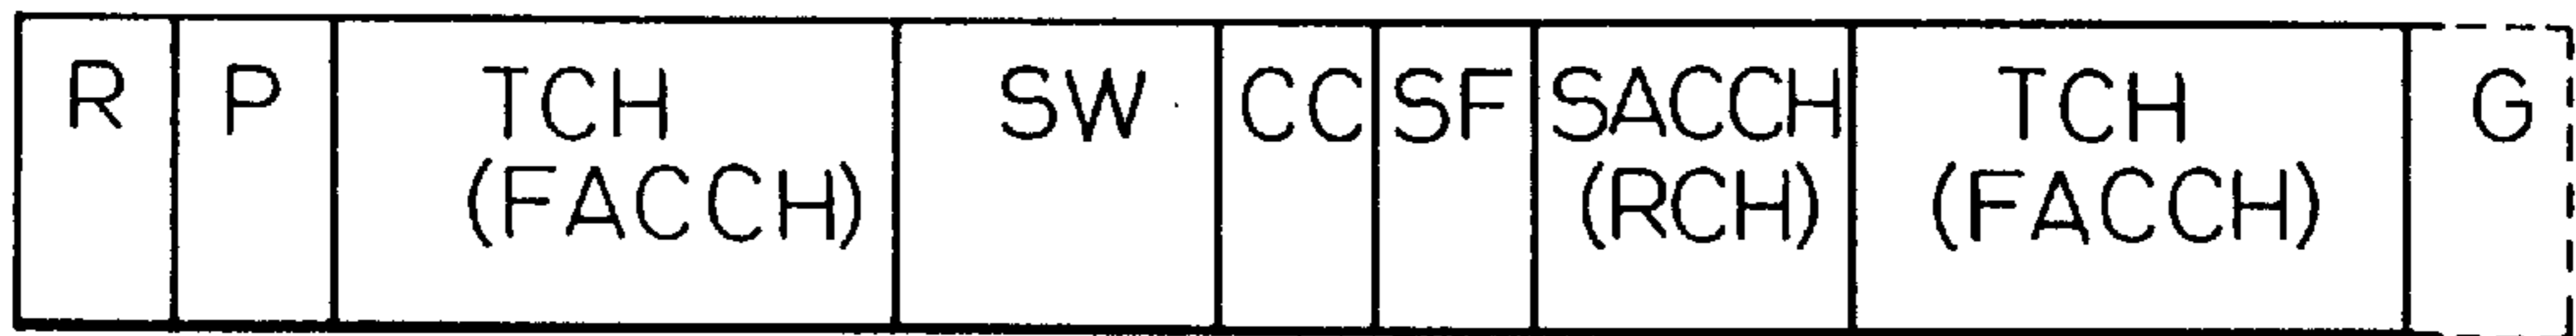 R P TCH SW CC SF SACCH TCH G
(FACCH) (RCH) (FACCH)